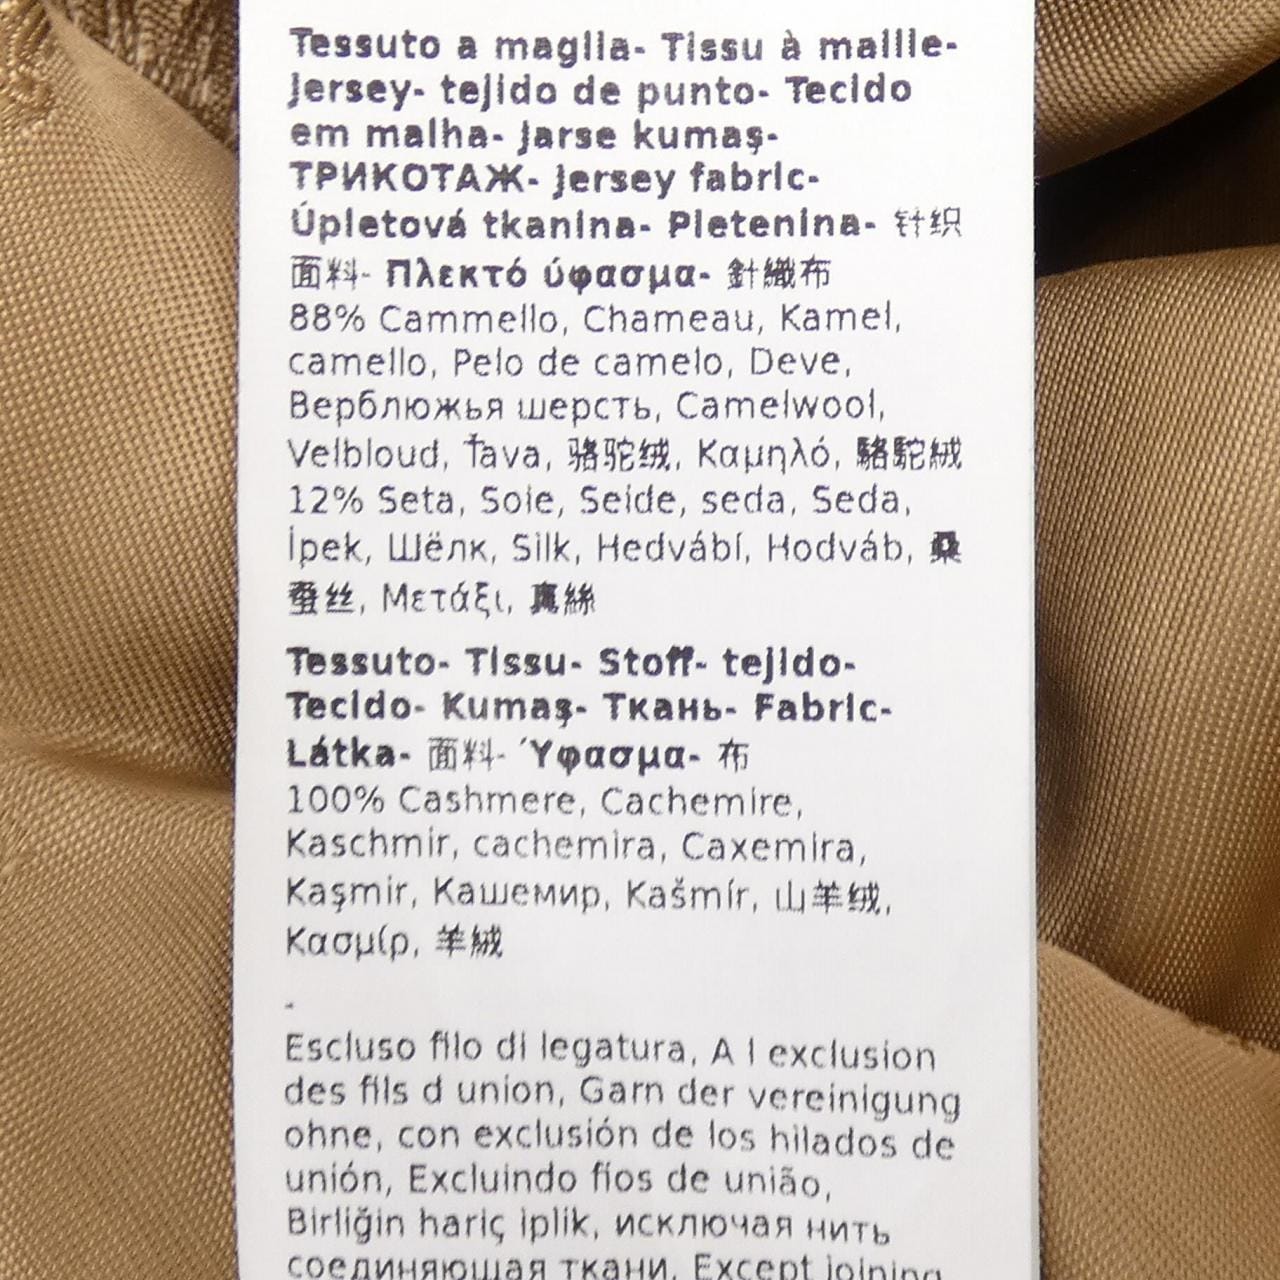 Tessuto a maglia- Tissu à maille-
Jersey- tejido de punto- Tecido
em malha- Jarse kumaş-
ТРИКОТАЖ- Jersey fabric-
Úpletová tkanina- Pletenina- 针织
面料- Πλεκτό ύφασμα- 針織布
88% Cammello, Chameau, Kamel,
camello, Pelo de camelo, Deve,
Верблюжья шерсть, Camelwool,
Velbloud, Ťava, 骆驼绒, Καμηλό, 駱駝絨
12% Seta, Soie, Seide, seda, Seda,
İpek, Шёлк, Silk, Hedvábí, Hodváb, 桑
蚕丝, Μετάξι, 真絲
Tessuto- Tissu- Stoff- tejido-
Tecido- Kumaş- Ткань- Fabric-
Látka- 面料- Ύφασμα- 布
100% Cashmere, Cachemire,
Kaschmir, cachemira, Caxemira,
Kaşmir, Кашемир, Kašmír, 山羊绒,
Κασμίρ, 羊絨
-
Escluso filo di legatura, A l exclusion
des fils d union, Garn der vereinigung
ohne, con exclusión de los hilados de
unión, Excluindo fios de união,
Birliğin hariç iplik, исключая нить
соединяющая ткани, Except joining